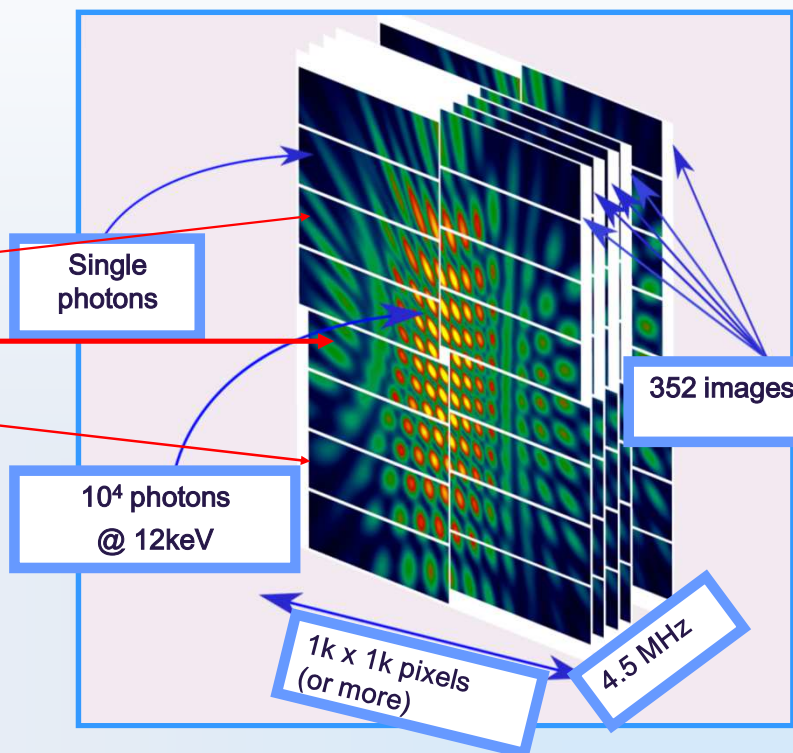 Single
photons
352 images
10⁴ photons
@ 12keV
1k x 1k pixels
(or more)
4.5 MHz